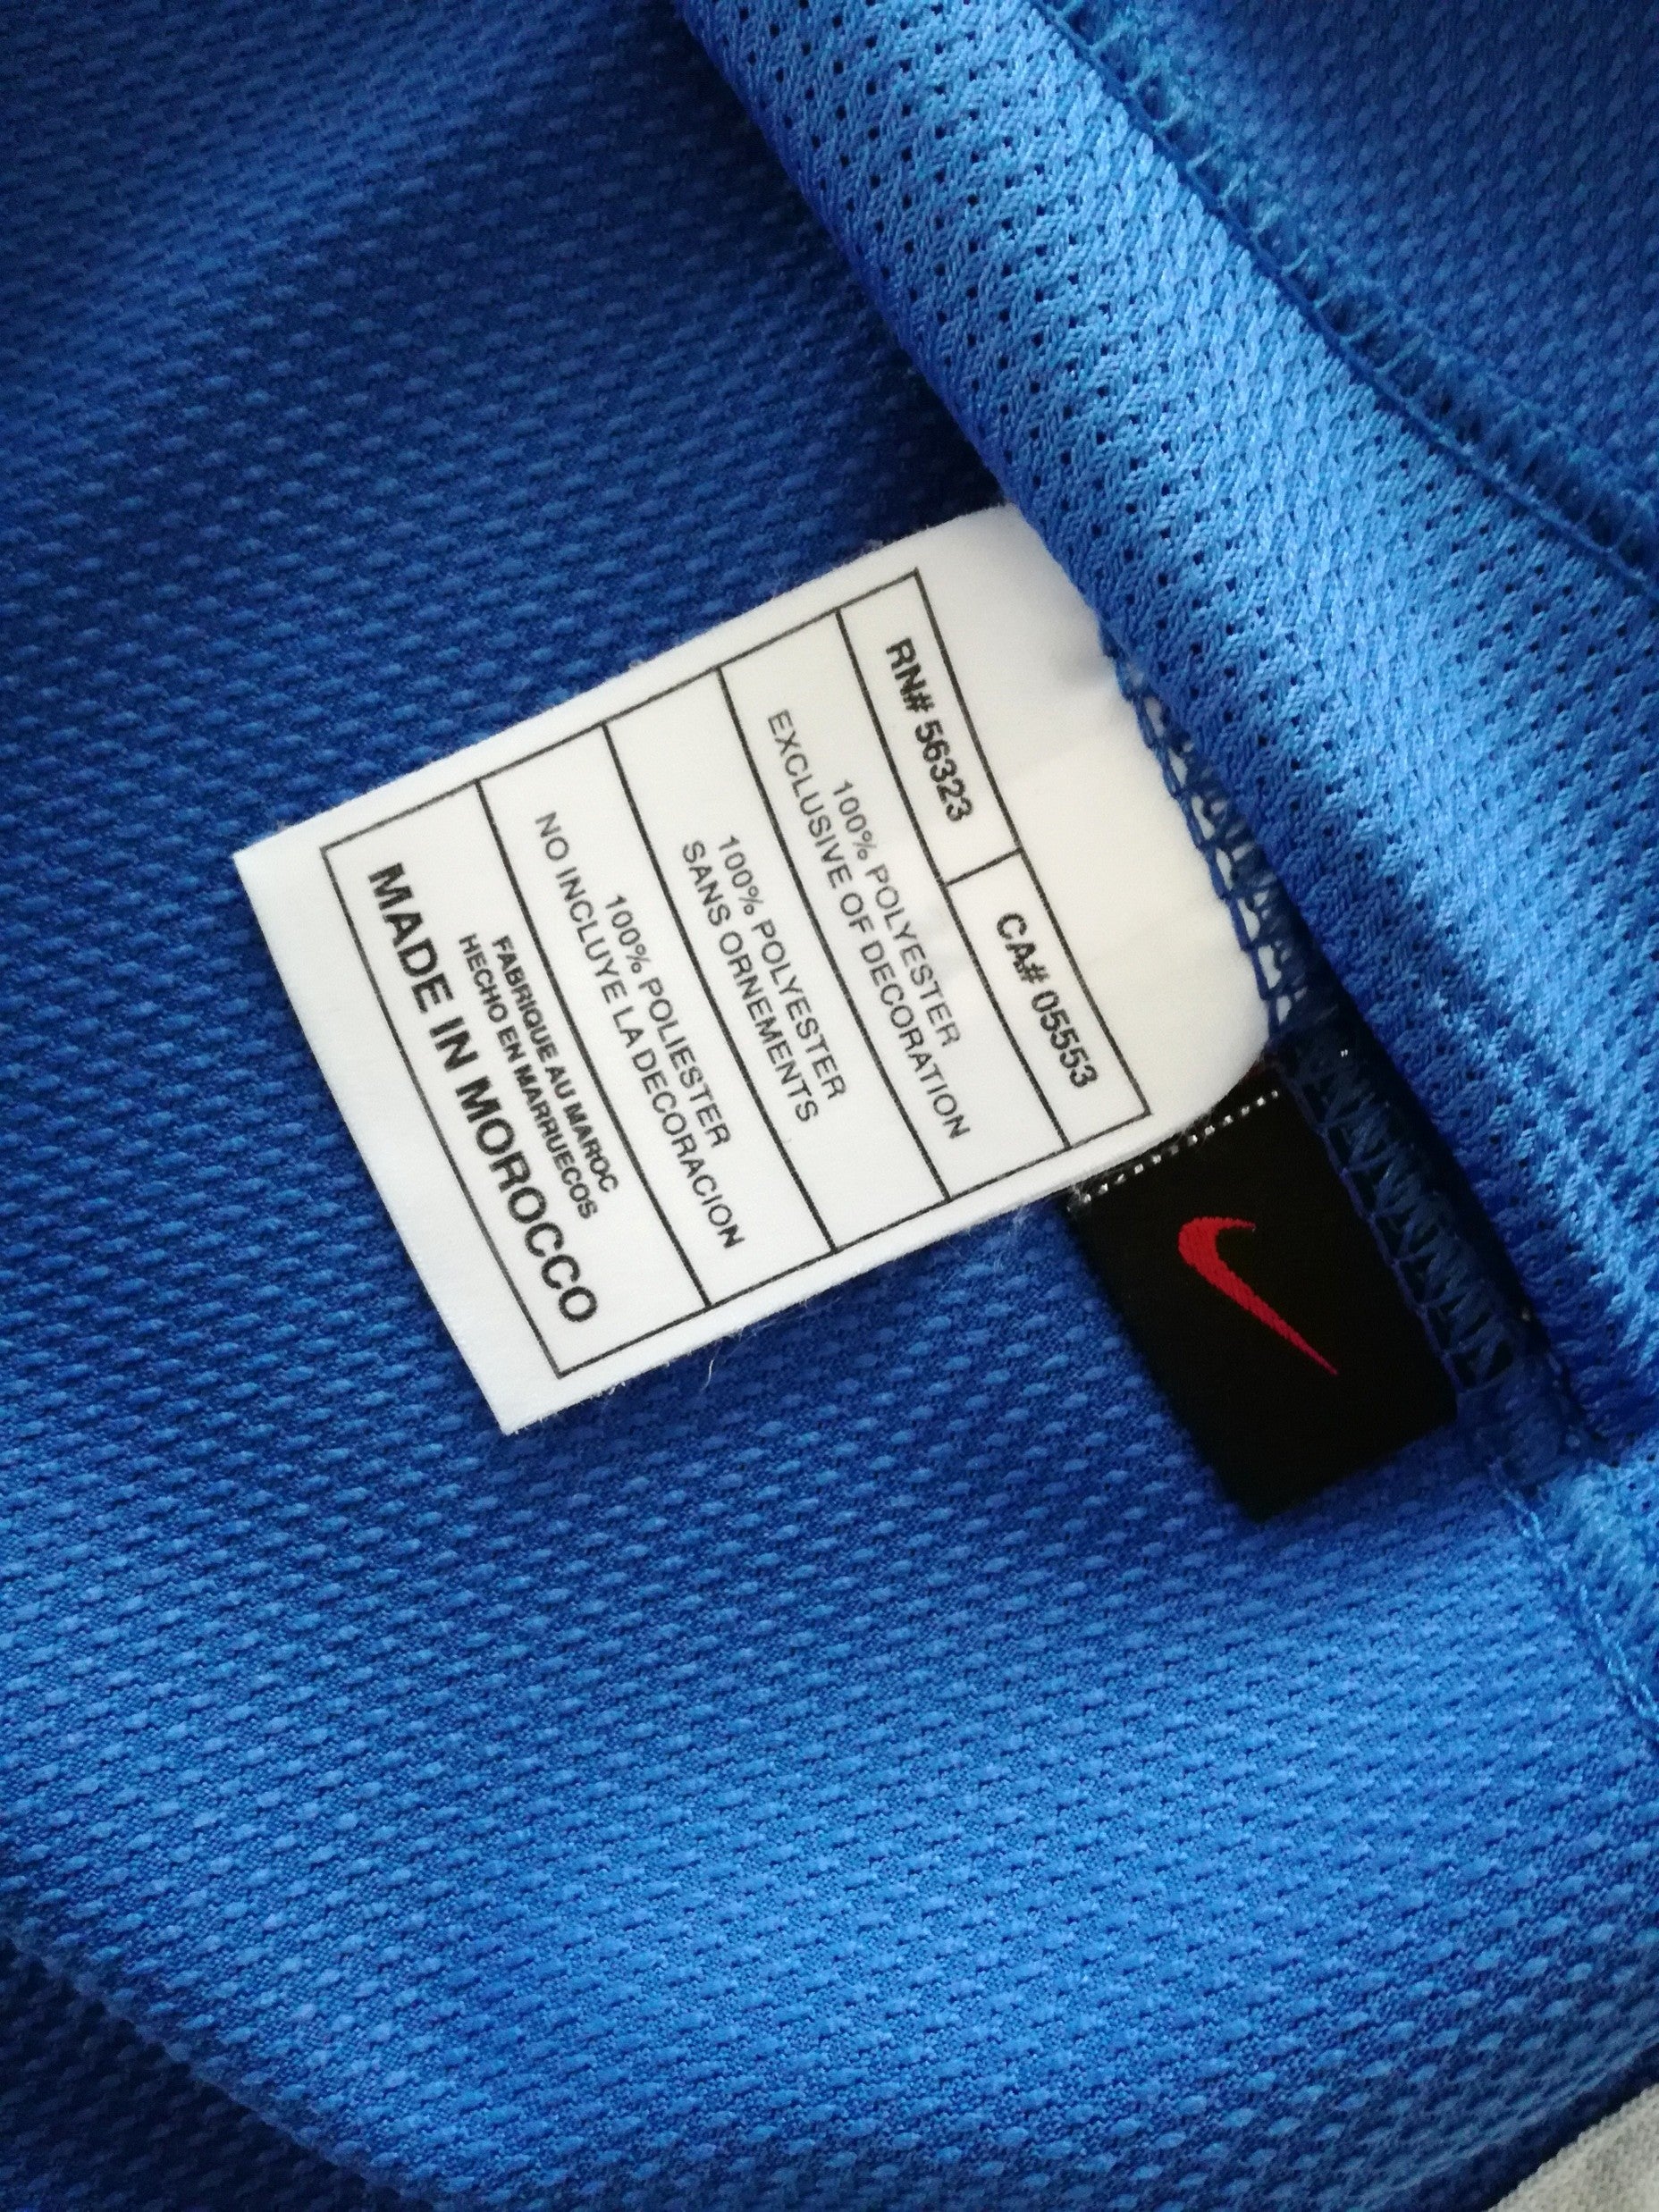 RN# 56323
CA# 05553
100% POLYESTER
EXCLUSIVE OF DECORATION
100% POLYESTER
SANS ORNEMENTS
100% POLIESTER
NO INCLUYE LA DECORACION
FABRIQUE AU MAROC
HECHO EN MARRUECOS
MADE IN MOROCCO